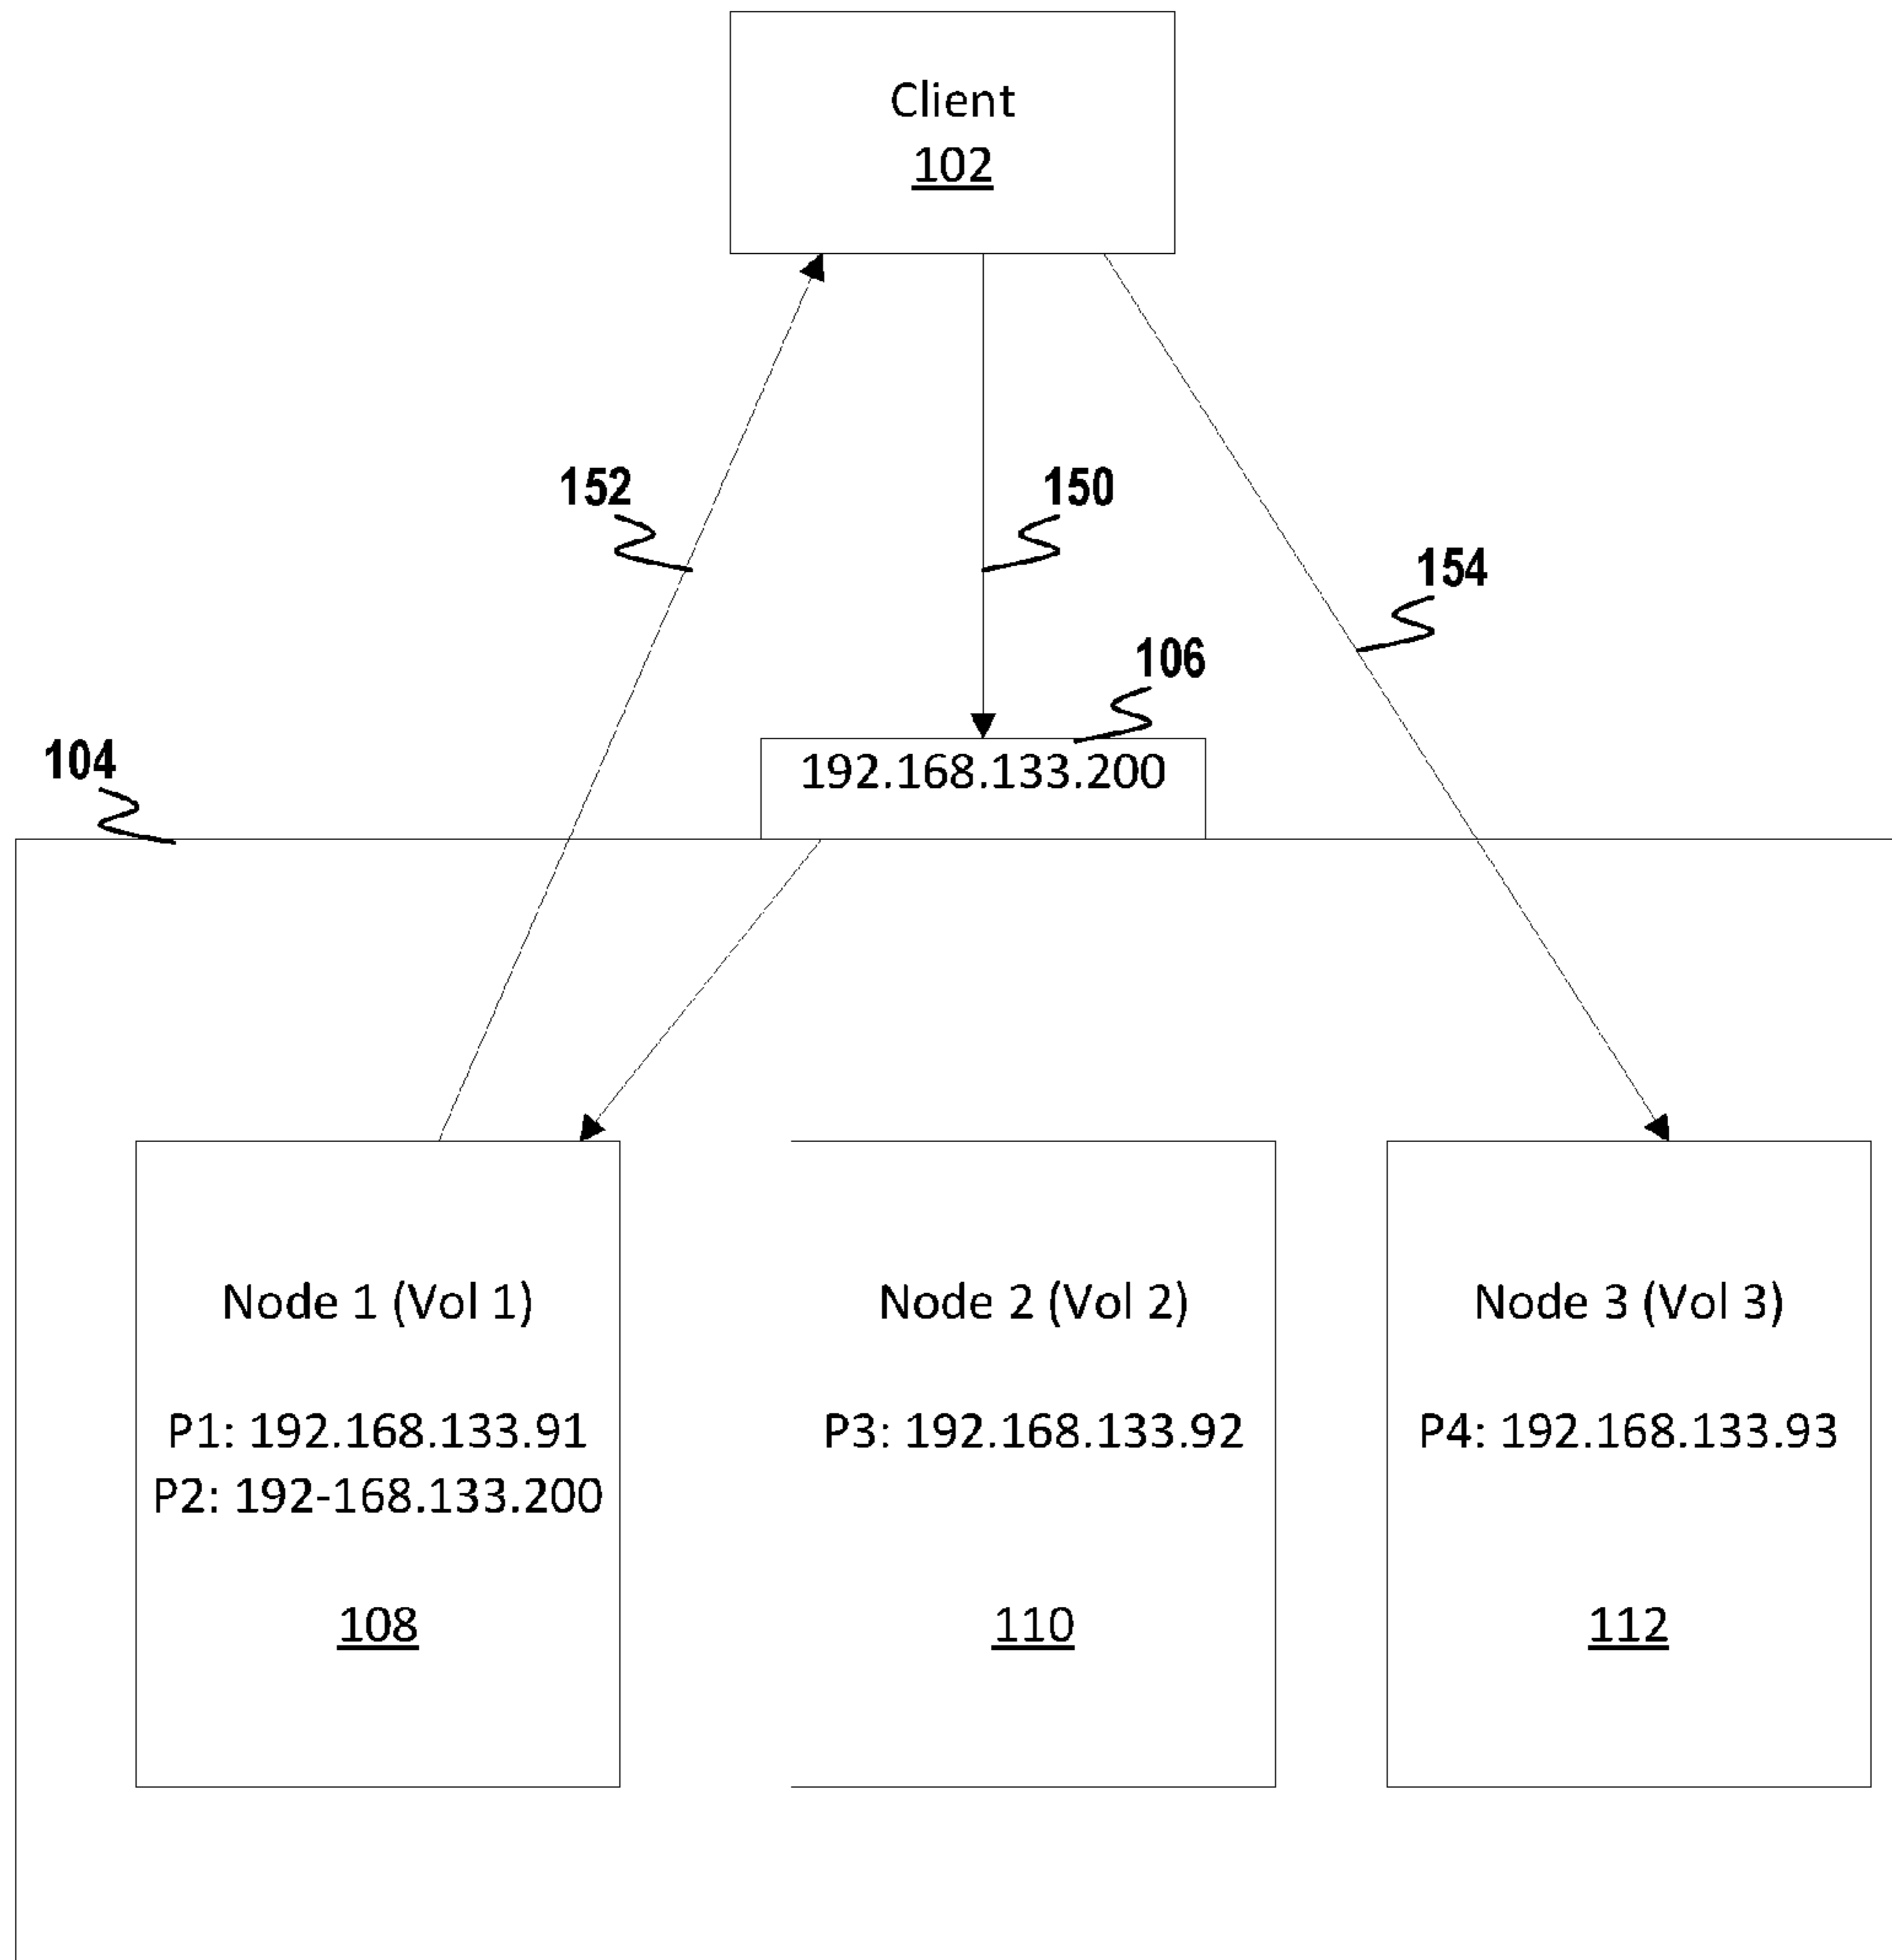 Client
102
152
150
154
106
104
192.168.133.200
Node 1 (Vol 1)
P1: 192.168.133.91
P2: 192-168.133.200
108
Node 2 (Vol 2)
P3: 192.168.133.92
110
Node 3 (Vol 3)
P4: 192.168.133.93
112